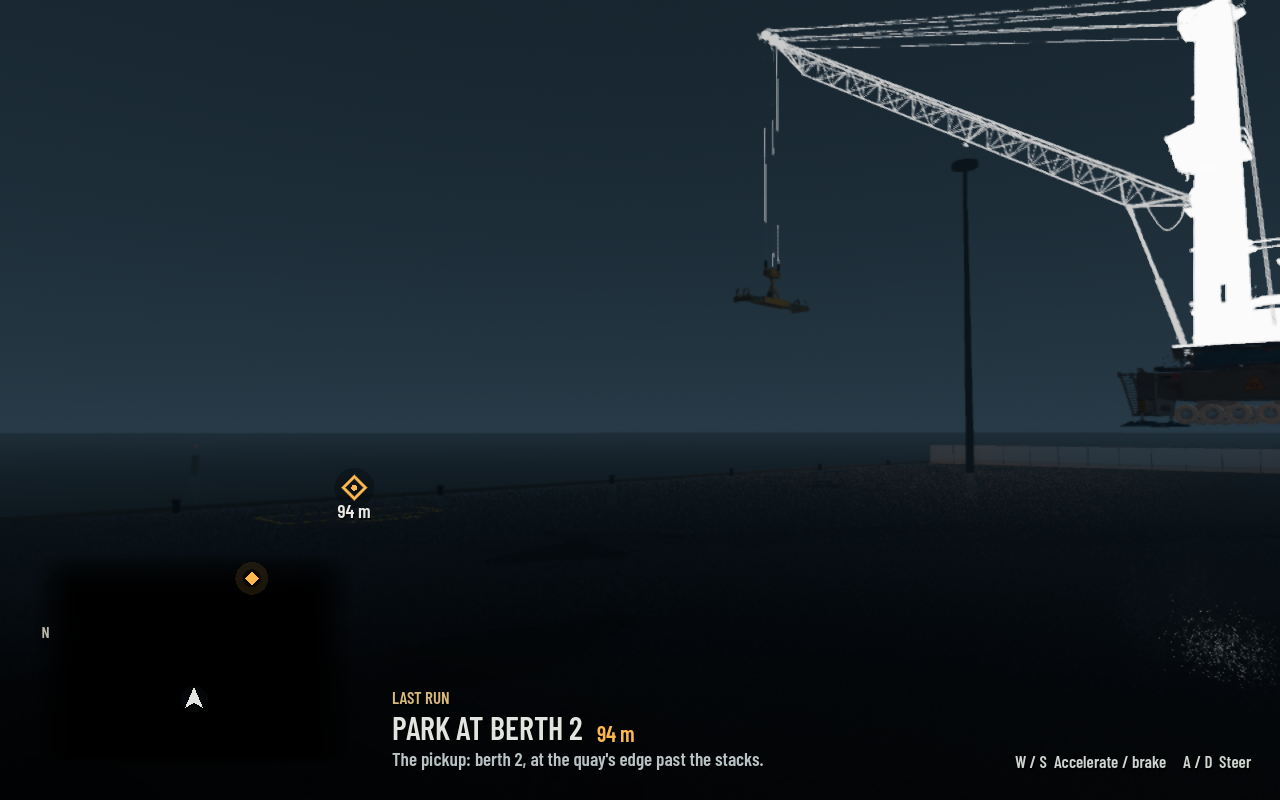 94 m
N
LAST RUN
PARK AT BERTH 2 94 m
The pickup: berth 2, at the quay's edge past the stacks.
W / S Accelerate / brake A / D Steer